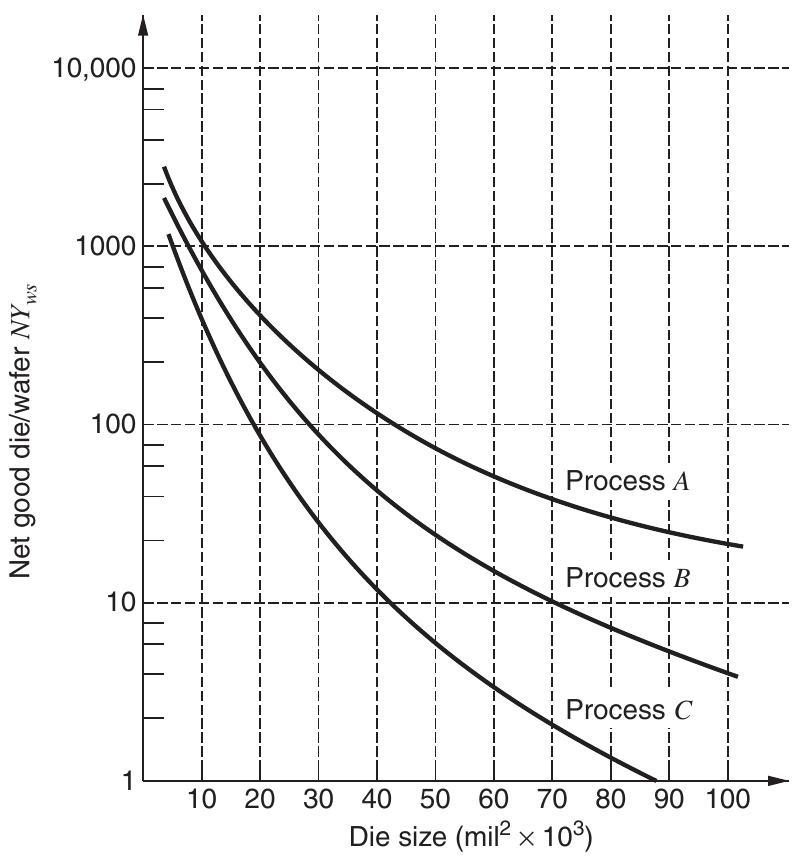 10,000
1000
100
10
1
Net good die/wafer NY_ws
Process A
Process B
Process C
10 20 30 40 50 60 70 80 90 100
Die size (mil² × 10³)